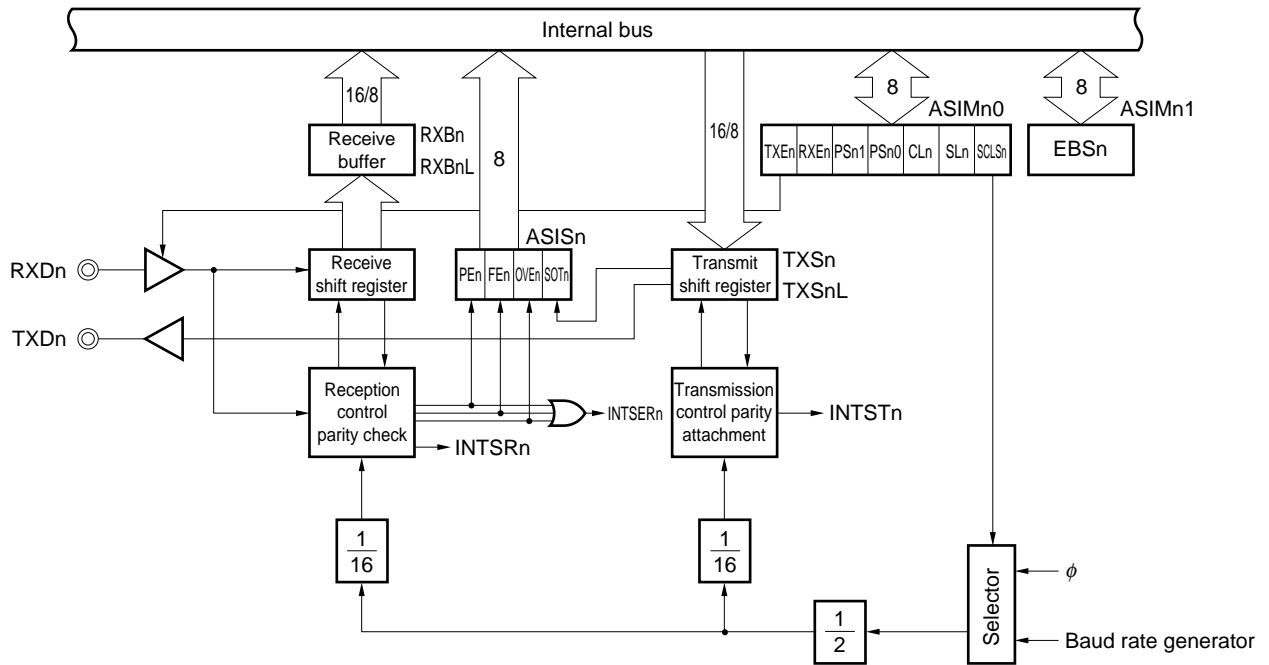 Internal bus
16/8
8
16/8
8
8
ASIMn0
ASIMn1
Receive
buffer
RXBn
RXBnL
TXEn RXEn PSn1 PSn0 CLn SLn SCLSn
EBSn
ASISn
RXDn
Receive
shift register
PEn FEn OVEn SOTn
Transmit
shift register
TXSn
TXSnL
TXDn
Reception
control
parity check
INTSERn
INTSRn
Transmission
control parity
attachment
INTSTn
1
16
1
16
1
2
Selector
ϕ
Baud rate generator